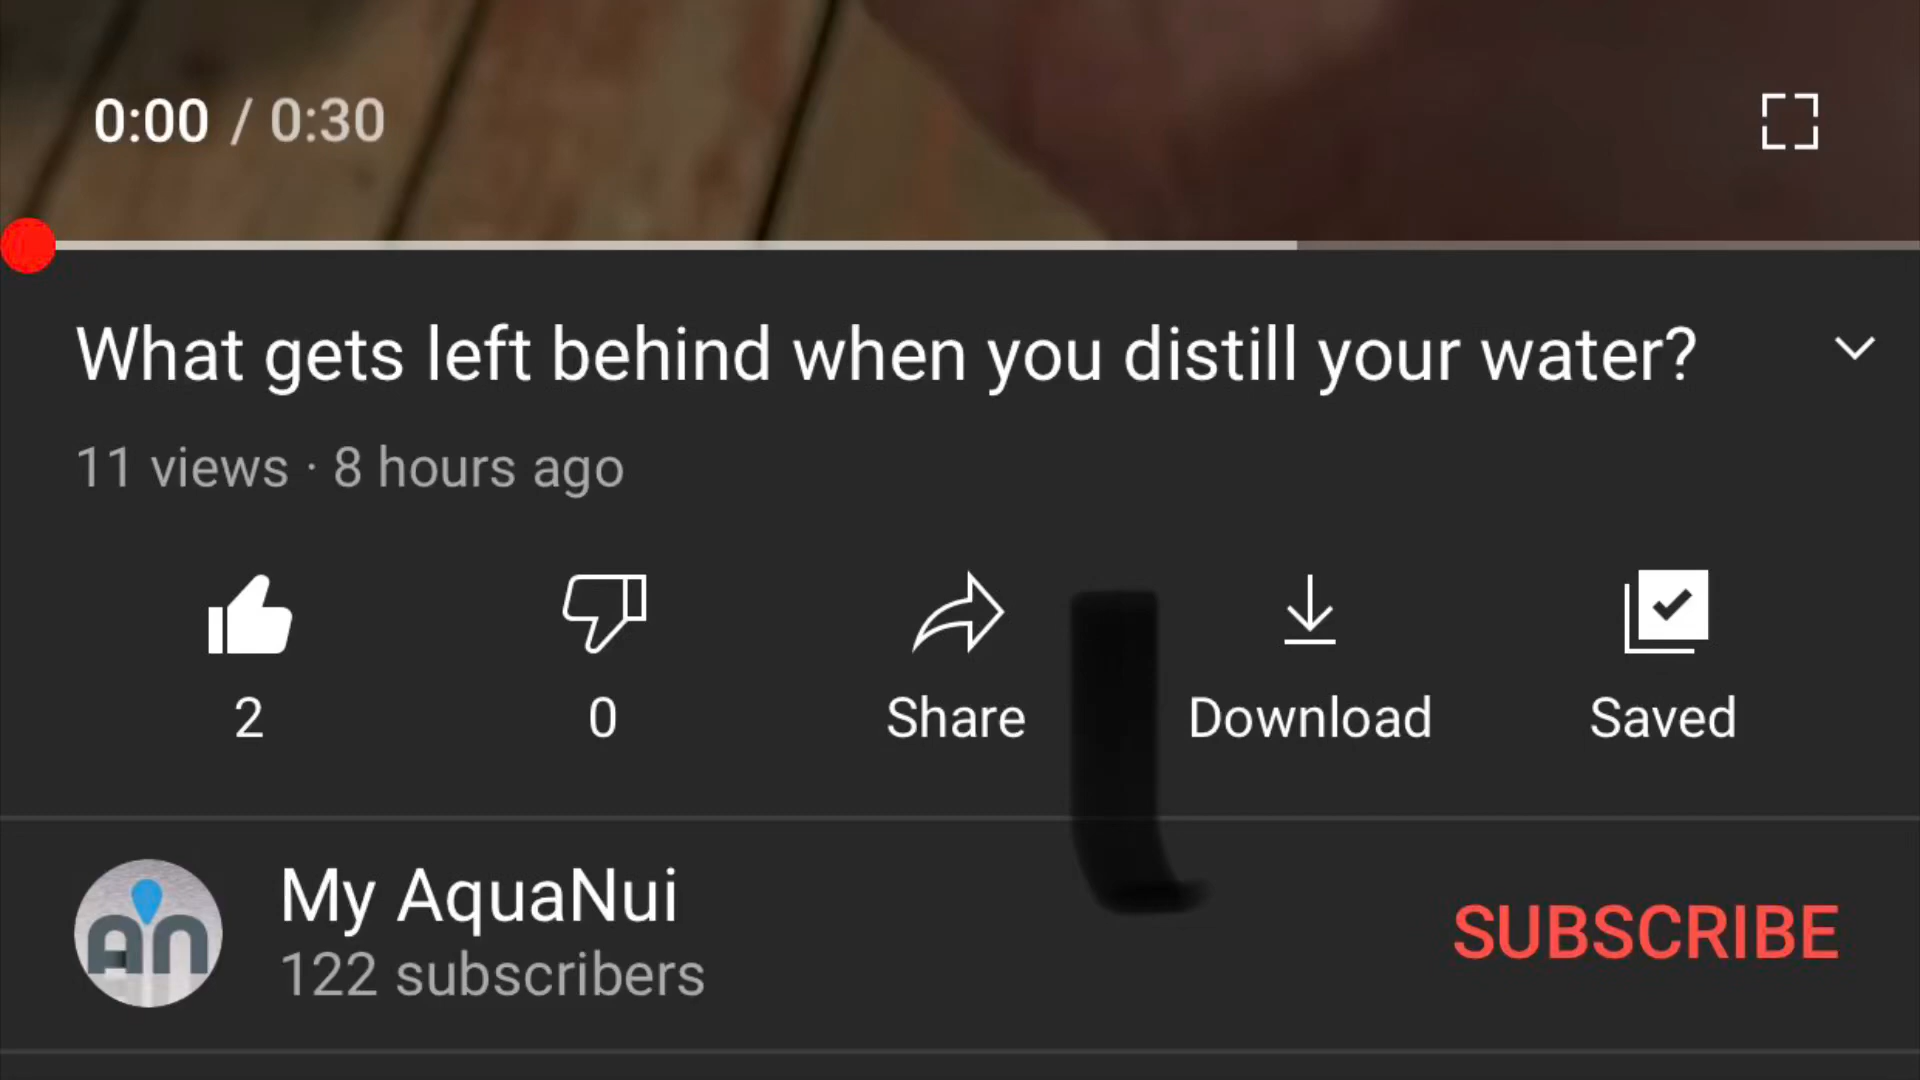 0:00 / 0:30
What gets left behind when you distill your water?
11 views · 8 hours ago
2
0
Share
Download
Saved
AN
My AquaNui
122 subscribers
SUBSCRIBE